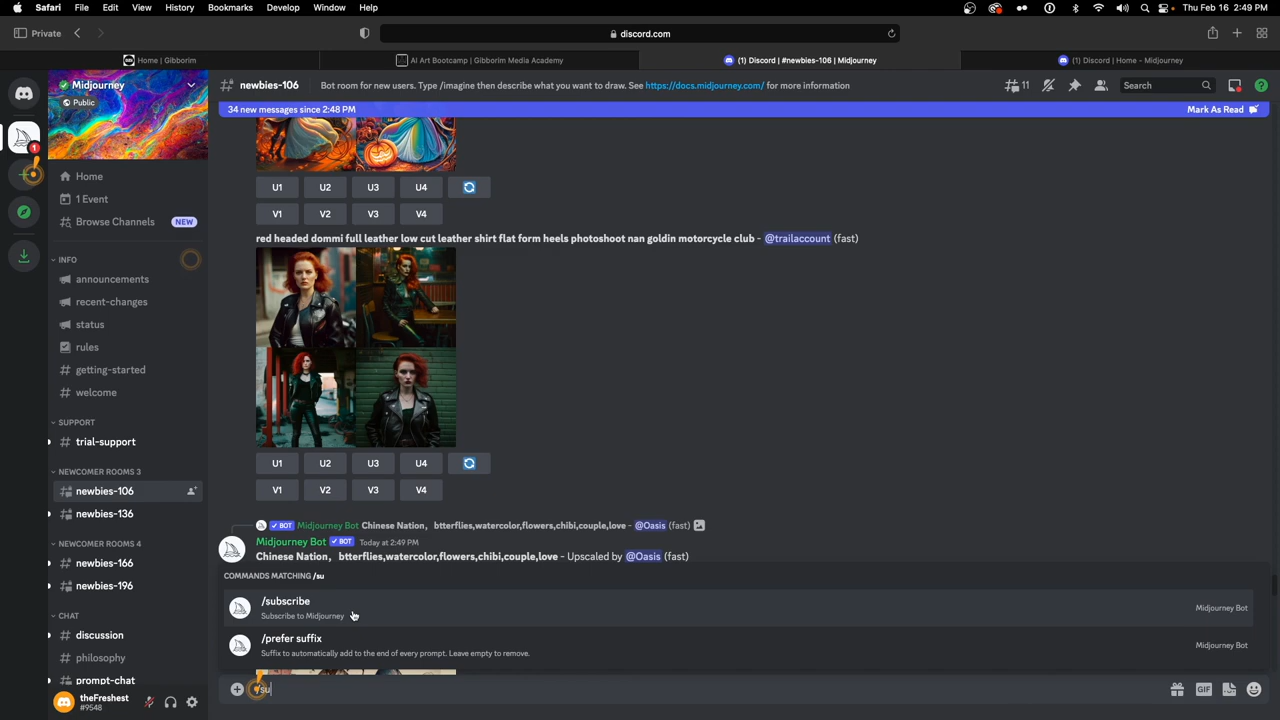 Safari File Edit View History Bookmarks Develop Window Help Thu Feb 16 2:49 PM
Private discord.com
Home | Gibborim AI Art Bootcamp | Gibborim Media Academy (1) Discord | #newbies-106 | Midjourney (1) Discord | Home - Midjourney
Midjourney
Public
1
Home
1 Event
Browse Channels NEW
INFO
announcements
recent-changes
status
rules
getting-started
welcome
SUPPORT
trial-support
NEWCOMER ROOMS 3
newbies-106
newbies-136
NEWCOMER ROOMS 4
newbies-166
newbies-196
CHAT
discussion
philosophy
prompt-chat
theFreshest
#9548
newbies-106 Bot room for new users. Type /imagine then describe what you want to draw. See https://docs.midjourney.com/ for more information 11 Search
34 new messages since 2:48 PM Mark As Read
U1 U2 U3 U4
V1 V2 V3 V4
red headed dommi full leather low cut leather shirt flat form heels photoshoot nan goldin motorcycle club - @trailaccount (fast)
U1 U2 U3 U4
V1 V2 V3 V4
BOT Midjourney Bot Chinese Nation，btterflies,watercolor,flowers,chibi,couple,love - @Oasis (fast)
Midjourney Bot BOT Today at 2:49 PM
Chinese Nation，btterflies,watercolor,flowers,chibi,couple,love - Upscaled by @Oasis (fast)
COMMANDS MATCHING /su
/subscribe
Subscribe to Midjourney Midjourney Bot
/prefer suffix
Suffix to automatically add to the end of every prompt. Leave empty to remove. Midjourney Bot
/su GIF